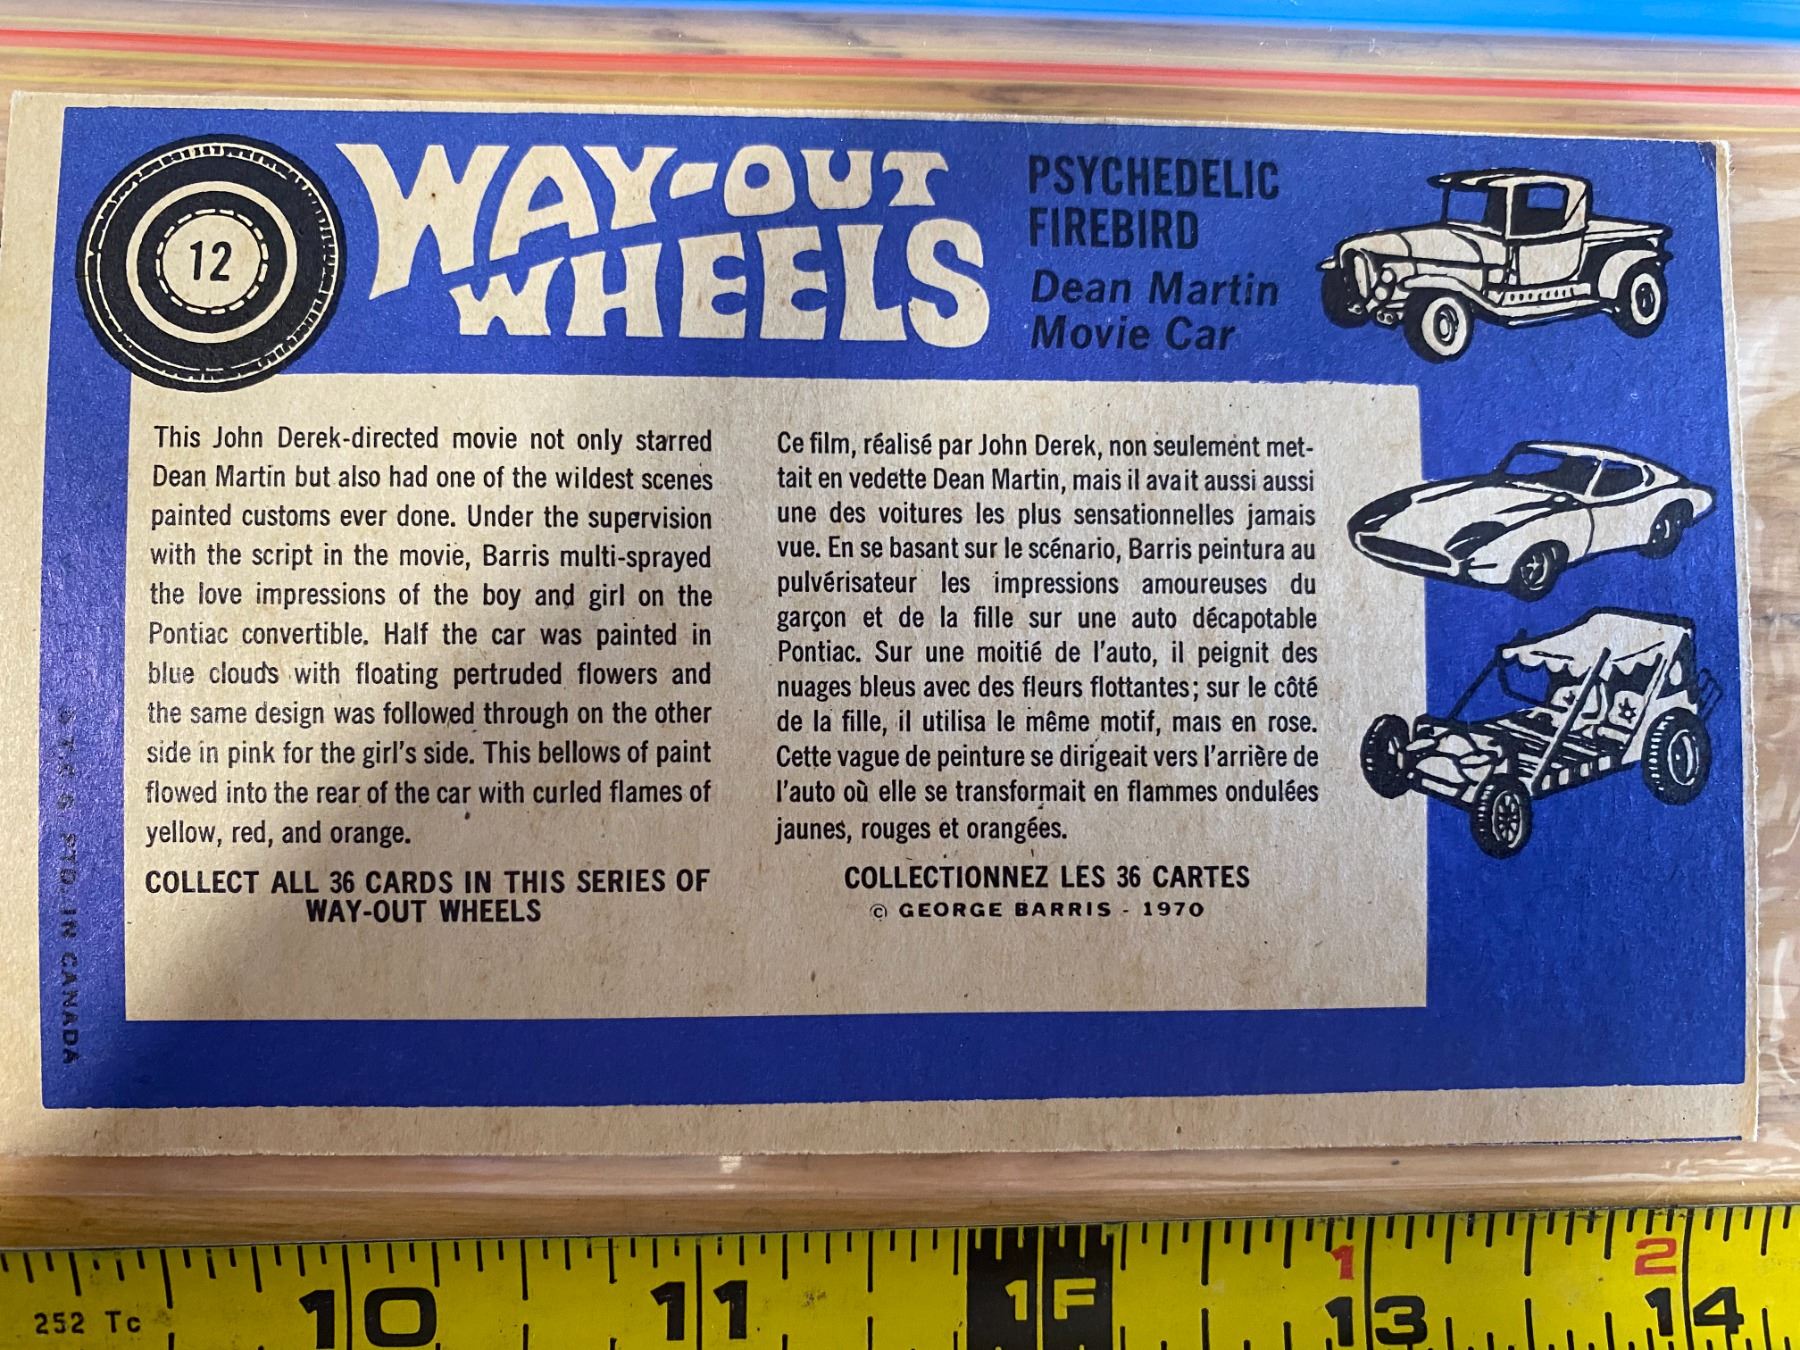 12
WAY-OUT
WHEELS
PSYCHEDELIC
FIREBIRD
Dean Martin
Movie Car
This John Derek-directed movie not only starred
Dean Martin but also had one of the wildest scenes
painted customs ever done. Under the supervision
with the script in the movie, Barris multi-sprayed
the love impressions of the boy and girl on the
Pontiac convertible. Half the car was painted in
blue clouds with floating pertruded flowers and
the same design was followed through on the other
side in pink for the girl's side. This bellows of paint
flowed into the rear of the car with curled flames of
yellow, red, and orange.
COLLECT ALL 36 CARDS IN THIS SERIES OF
WAY-OUT WHEELS
Ce film, réalisé par John Derek, non seulement met-
tait en vedette Dean Martin, mais il avait aussi aussi
une des voitures les plus sensationnelles jamais
vue. En se basant sur le scénario, Barris peintura au
pulvérisateur les impressions amoureuses du
garçon et de la fille sur une auto décapotable
Pontiac. Sur une moitié de l'auto, il peignit des
nuages bleus avec des fleurs flottantes; sur le côté
de la fille, il utilisa le même motif, mais en rose.
Cette vague de peinture se dirigeait vers l'arrière de
l'auto où elle se transformait en flammes ondulées
jaunes, rouges et orangées.
COLLECTIONNEZ LES 36 CARTES
© GEORGE BARRIS - 1970
PTD. IN CANADA
1 2
252 Tc 10 11 1F 13 14